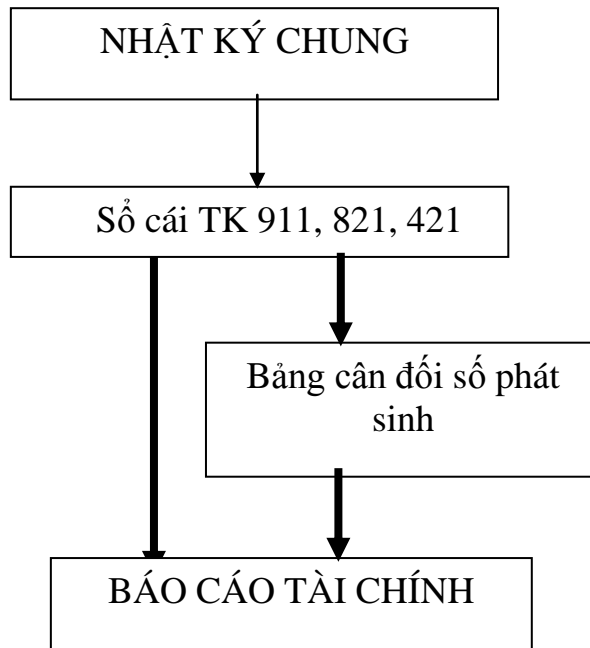 NHẬT KÝ CHUNG
Sổ cái TK 911, 821, 421
Bảng cân đối số phát
sinh
BÁO CÁO TÀI CHÍNH